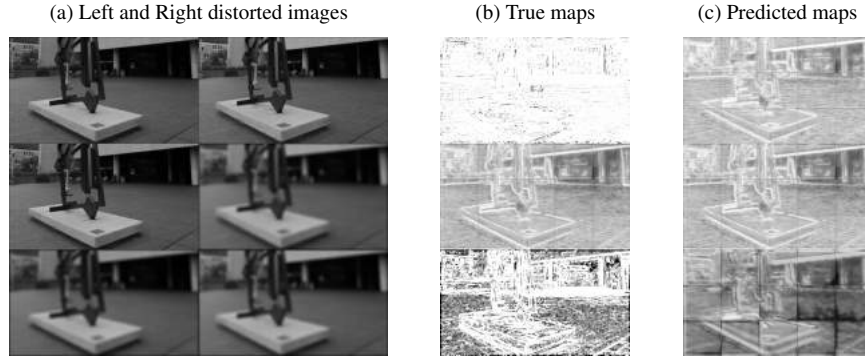 (a) Left and Right distorted images
(b) True maps
(c) Predicted maps